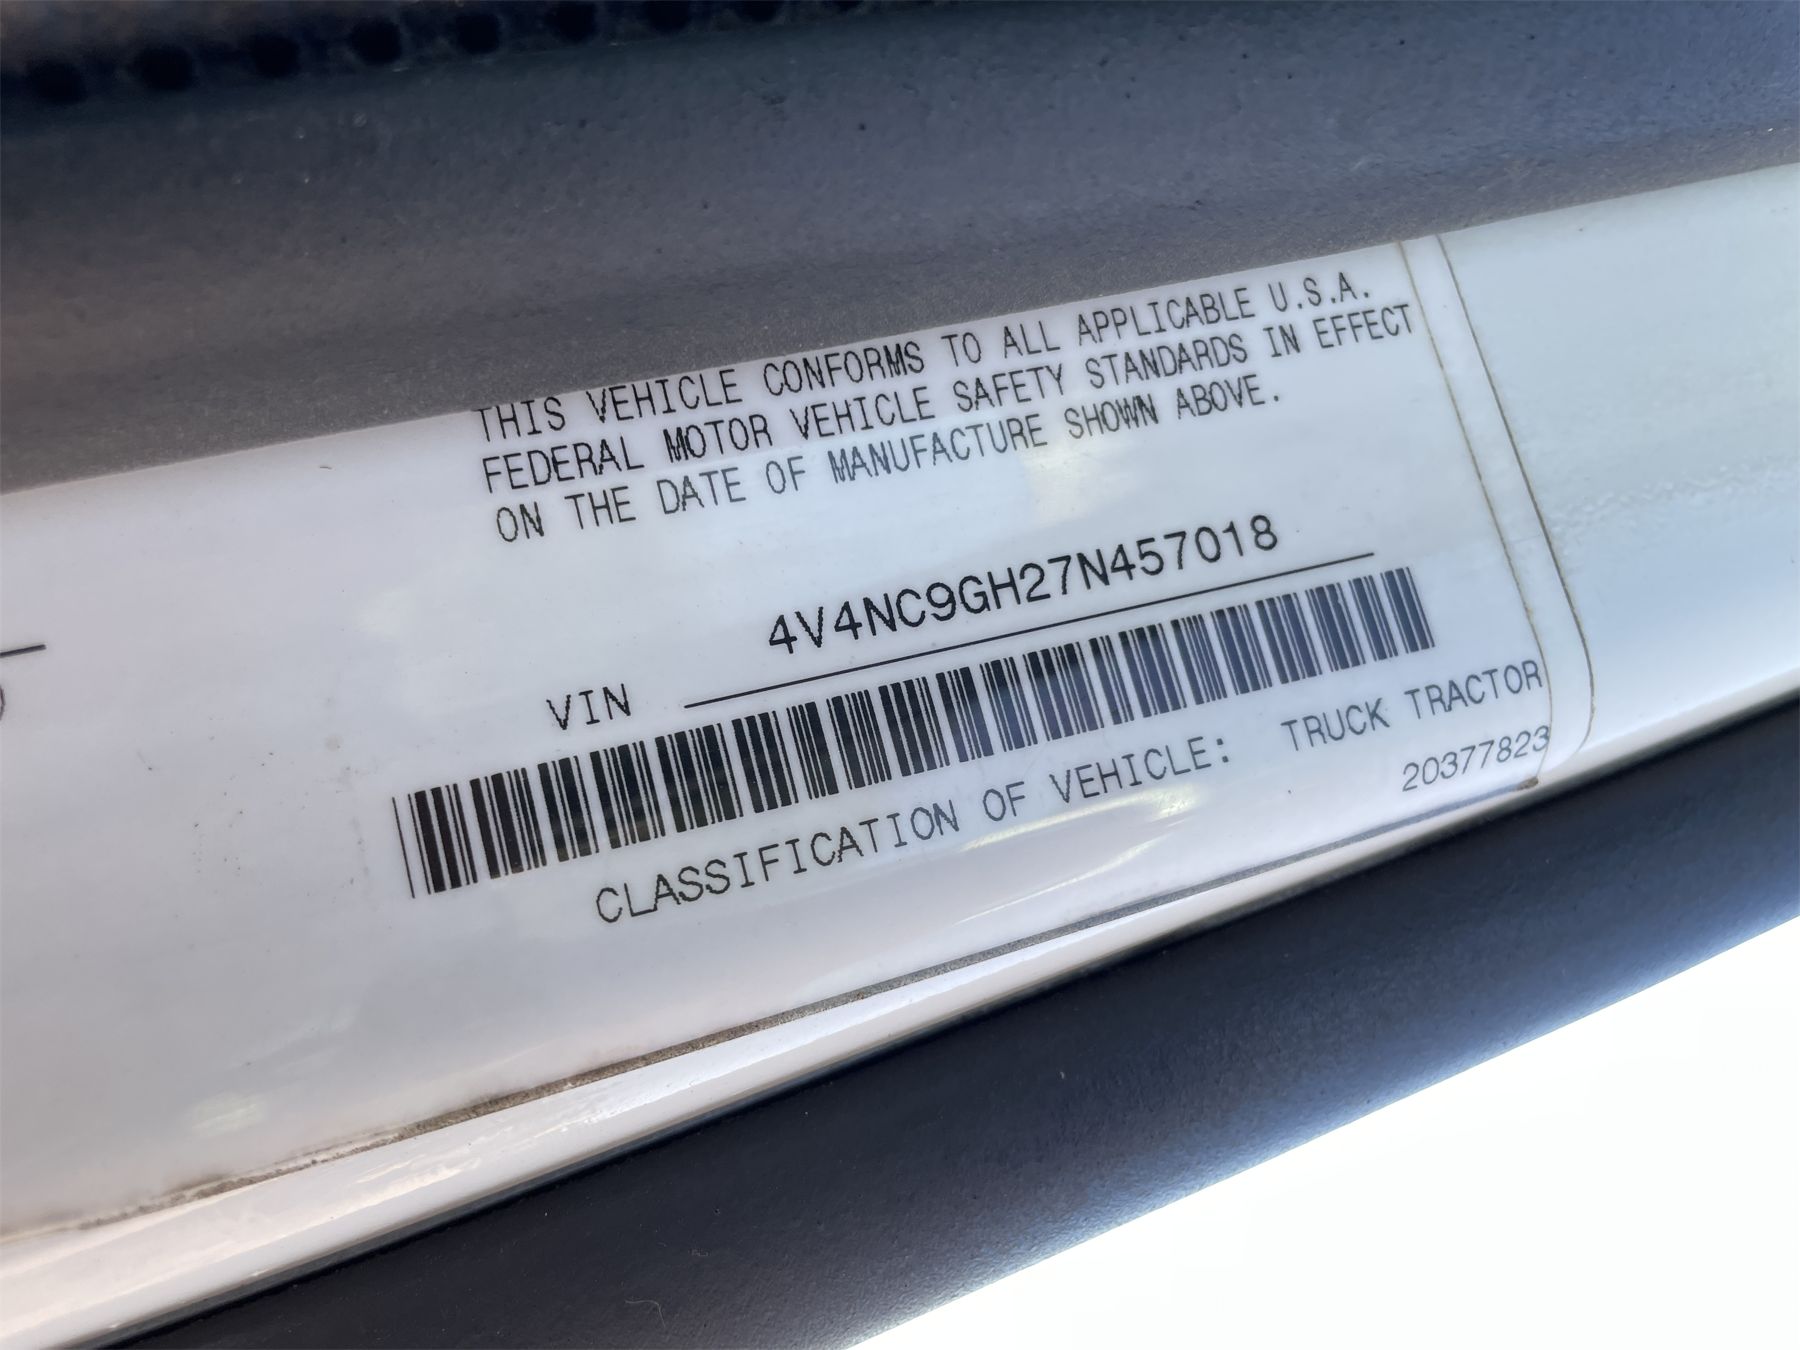 THIS VEHICLE CONFORMS TO ALL APPLICABLE U.S.A.
FEDERAL MOTOR VEHICLE SAFETY STANDARDS IN EFFECT
ON THE DATE OF MANUFACTURE SHOWN ABOVE.
VIN 4V4NC9GH27N457018
CLASSIFICATION OF VEHICLE: TRUCK TRACTOR
20377823